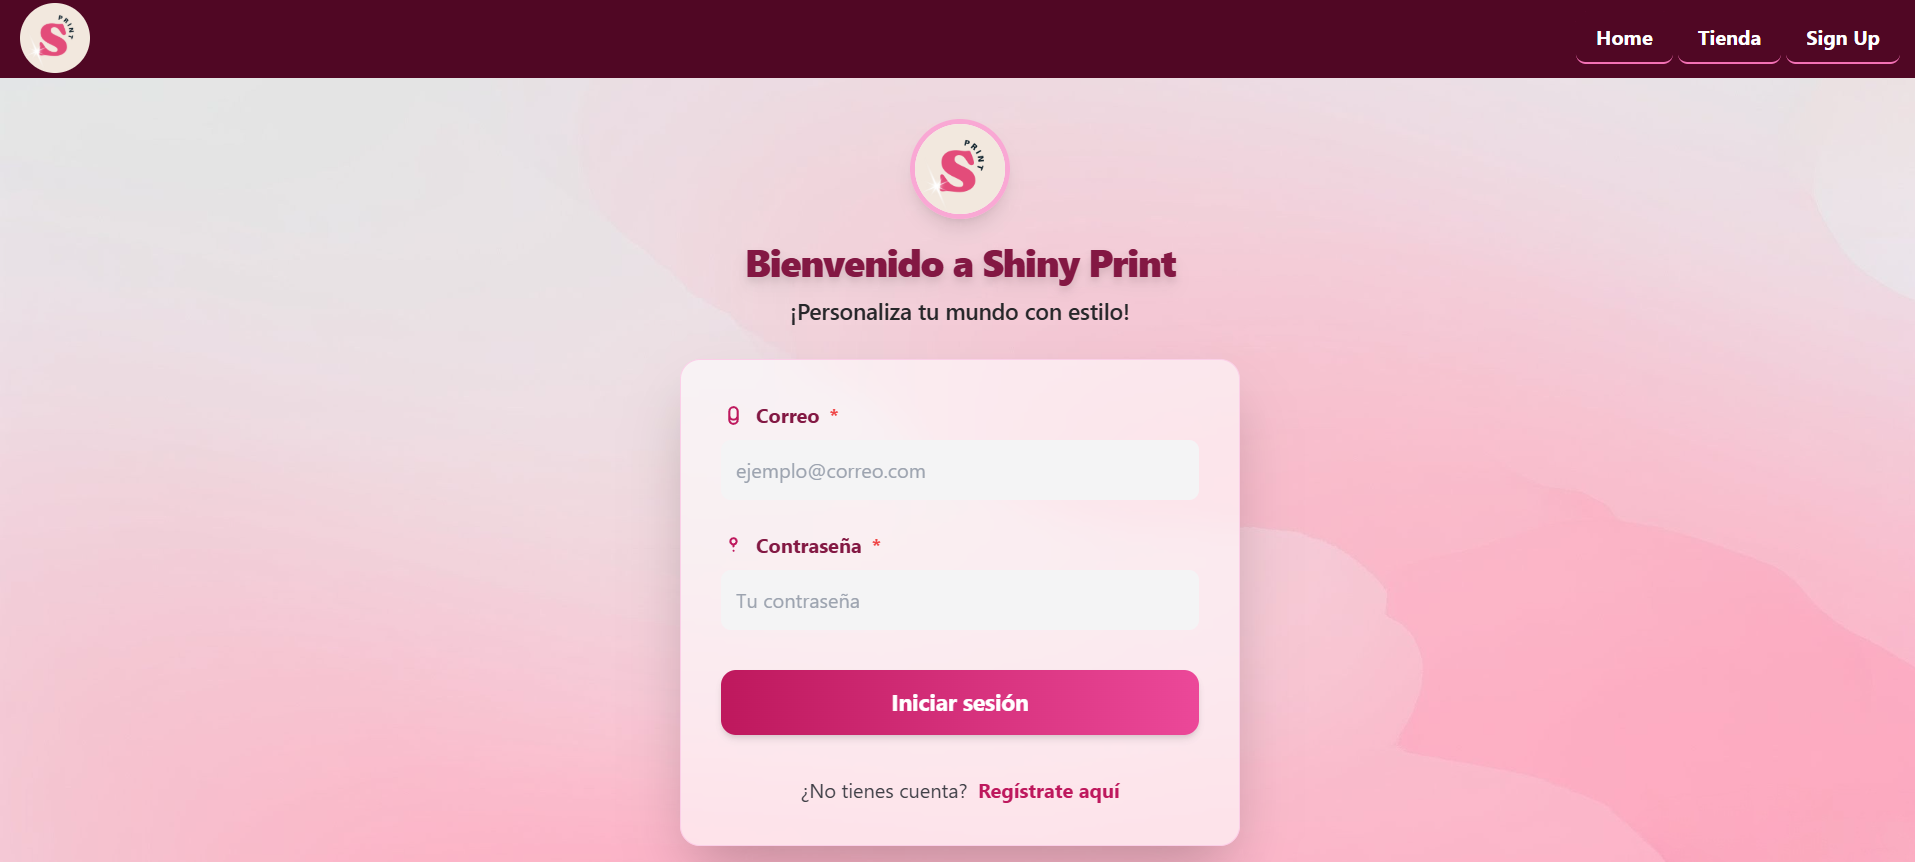 S PRINT
Home Tienda Sign Up
S PRINT
Bienvenido a Shiny Print
¡Personaliza tu mundo con estilo!
Correo *
ejemplo@correo.com
Contraseña *
Tu contraseña
Iniciar sesión
¿No tienes cuenta? Regístrate aquí